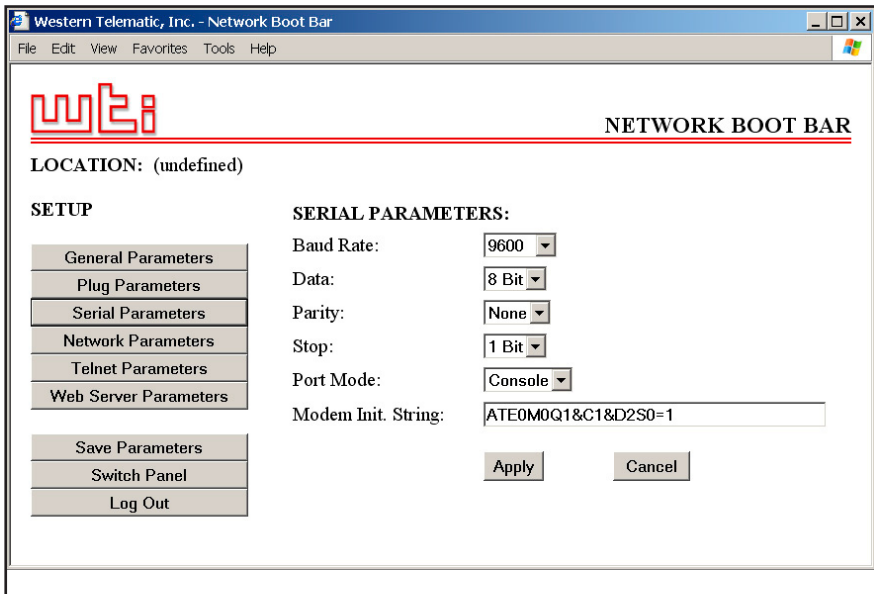 Western Telematic, Inc. - Network Boot Bar
File Edit View Favorites Tools Help
wti
NETWORK BOOT BAR
LOCATION: (undefined)
SETUP
General Parameters
Plug Parameters
Serial Parameters
Network Parameters
Telnet Parameters
Web Server Parameters
Save Parameters
Switch Panel
Log Out
SERIAL PARAMETERS:
Baud Rate: 9600
Data: 8 Bit
Parity: None
Stop: 1 Bit
Port Mode: Console
Modem Init. String: ATE0M0Q1&C1&D2S0=1
Apply Cancel